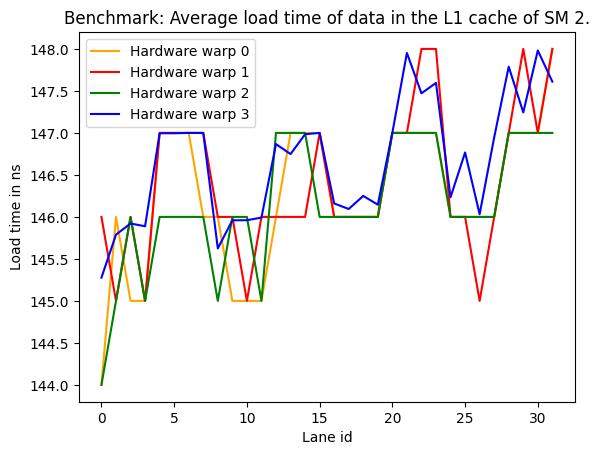 Benchmark: Average load time of data in the L1 cache of SM 2.
Hardware warp 0
Hardware warp 1
Hardware warp 2
Hardware warp 3
Load time in ns
148.0
147.5
147.0
146.5
146.0
145.5
145.0
144.5
144.0
0 5 10 15 20 25 30
Lane id